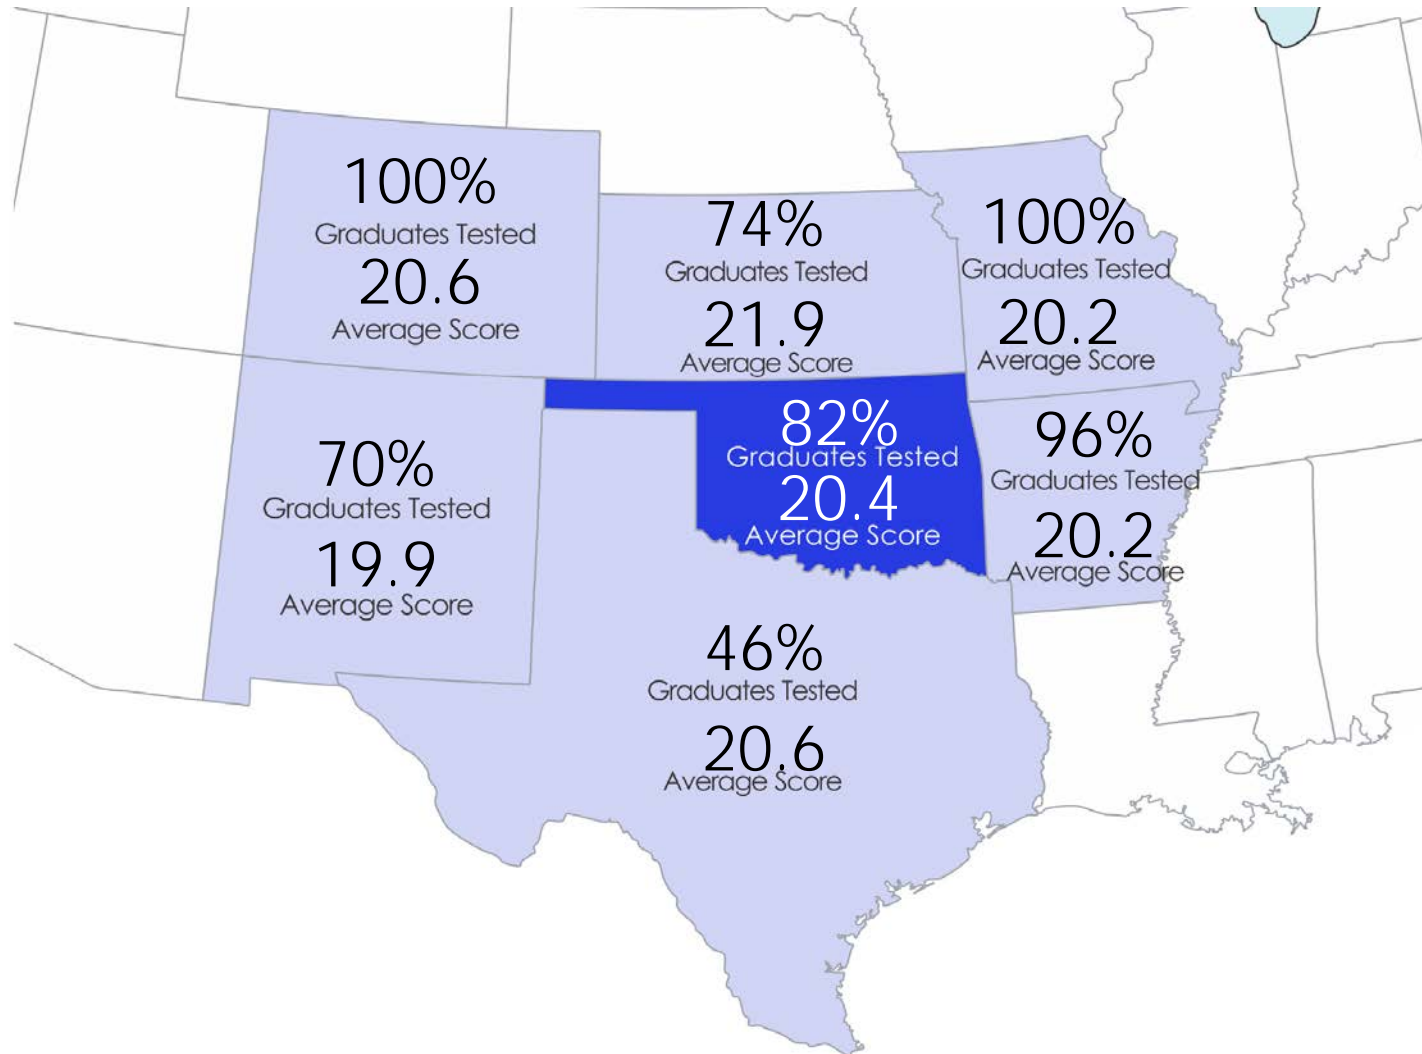 100%
Graduates Tested
20.6
Average Score
74%
Graduates Tested
21.9
Average Score
100%
Graduates Tested
20.2
Average Score
70%
Graduates Tested
19.9
Average Score
82%
Graduates Tested
20.4
Average Score
96%
Graduates Tested
20.2
Average Score
46%
Graduates Tested
20.6
Average Score